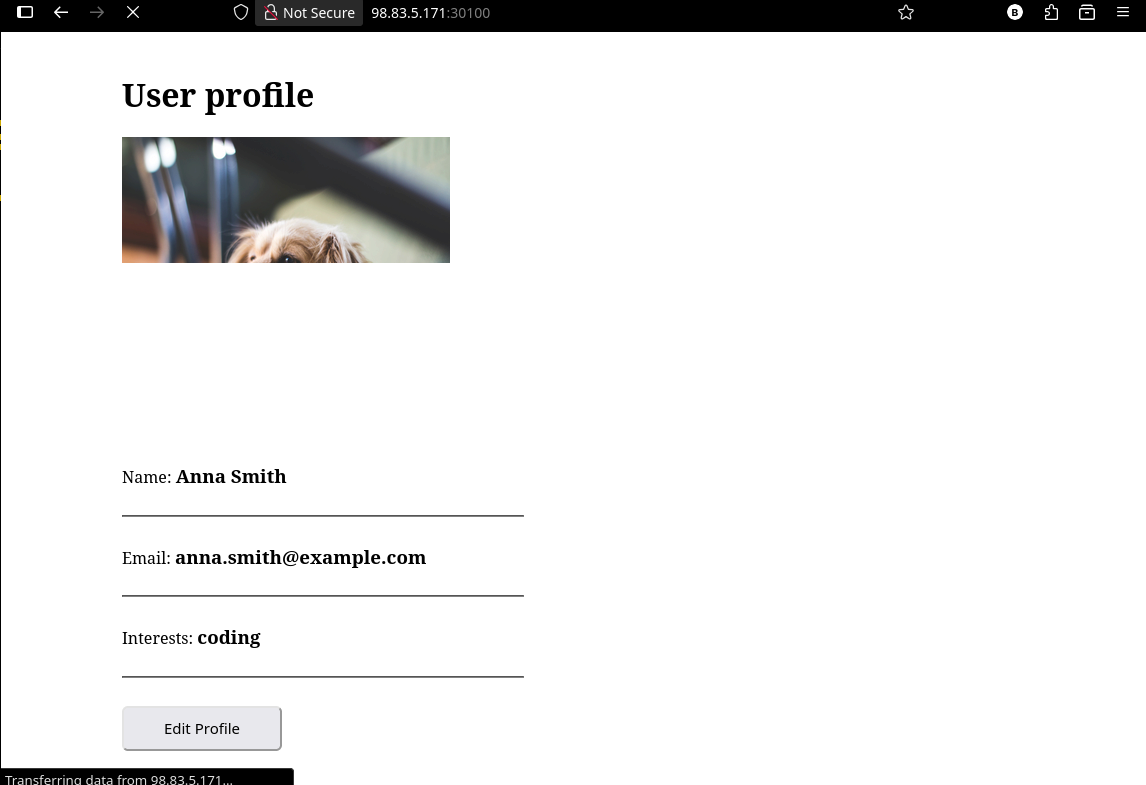 Not Secure 98.83.5.171:30100
B
User profile
Name: Anna Smith
Email: anna.smith@example.com
Interests: coding
Edit Profile
Transferring data from 98.83.5.171...